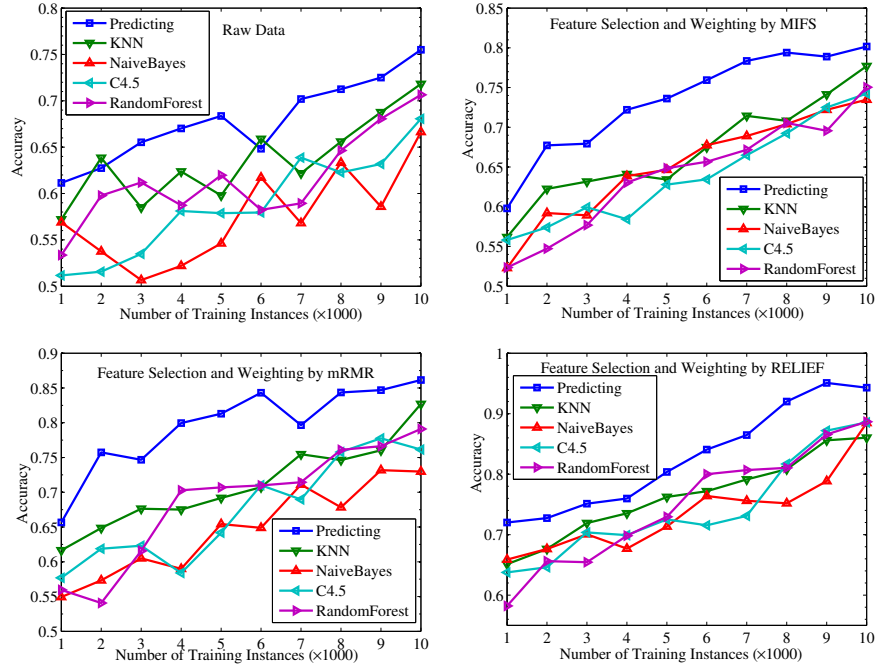 Raw Data
Predicting
KNN
NaiveBayes
C4.5
RandomForest
Accuracy
0.8
0.75
0.7
0.65
0.6
0.55
0.5
1 2 3 4 5 6 7 8 9 10
Number of Training Instances (×1000)
Feature Selection and Weighting by MIFS
Accuracy
0.85
0.8
0.75
0.7
0.65
0.6
0.55
0.5
Predicting
KNN
NaiveBayes
C4.5
RandomForest
1 2 3 4 5 6 7 8 9 10
Number of Training Instances (×1000)
Feature Selection and Weighting by mRMR
Accuracy
0.9
0.85
0.8
0.75
0.7
0.65
0.6
0.55
0.5
Predicting
KNN
NaiveBayes
C4.5
RandomForest
1 2 3 4 5 6 7 8 9 10
Number of Training Instances (×1000)
Feature Selection and Weighting by RELIEF
Predicting
KNN
NaiveBayes
C4.5
RandomForest
Accuracy
1
0.9
0.8
0.7
0.6
1 2 3 4 5 6 7 8 9 10
Number of Training Instances (×1000)